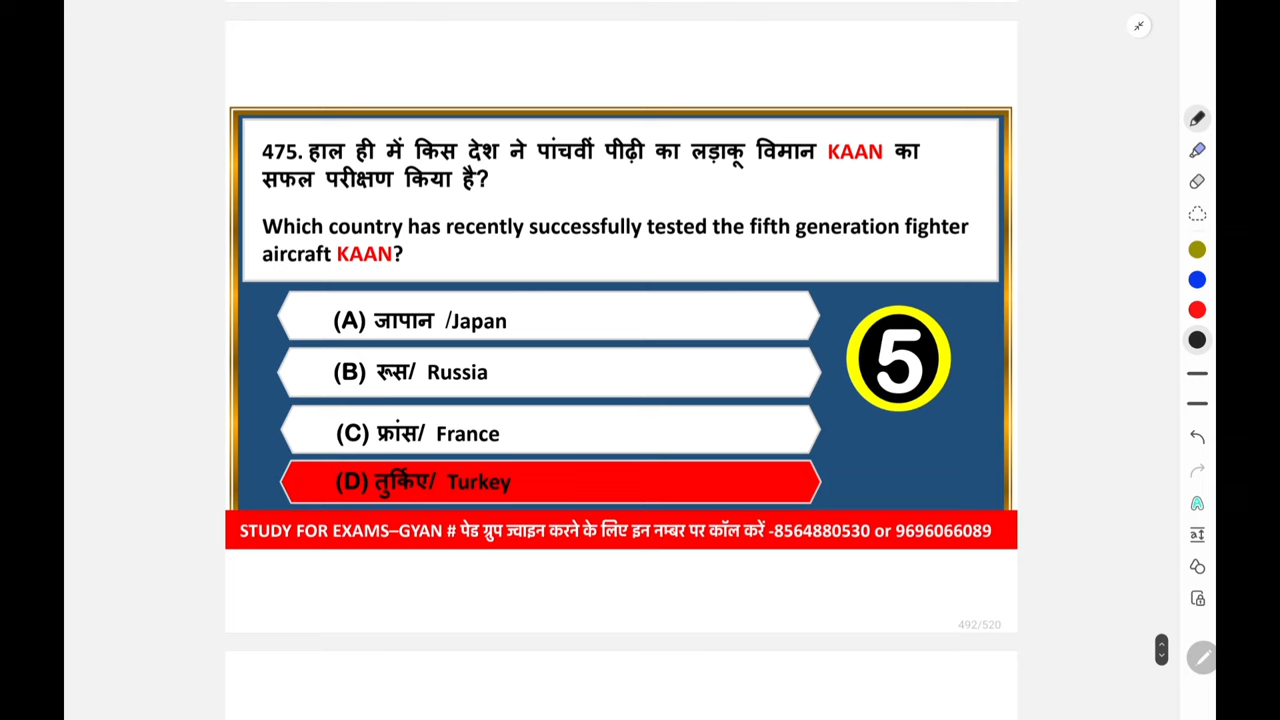 475. हाल ही में किस देश ने पांचवीं पीढ़ी का लड़ाकू विमान KAAN का
सफल परीक्षण किया है?
Which country has recently successfully tested the fifth generation fighter
aircraft KAAN?
(A) जापान /Japan
(B) रूस/ Russia
(C) फ्रांस/ France
(D) तुर्किए/ Turkey
5
STUDY FOR EXAMS–GYAN # पेड ग्रुप ज्वाइन करने के लिए इन नम्बर पर कॉल करें -8564880530 or 9696066089
492/520